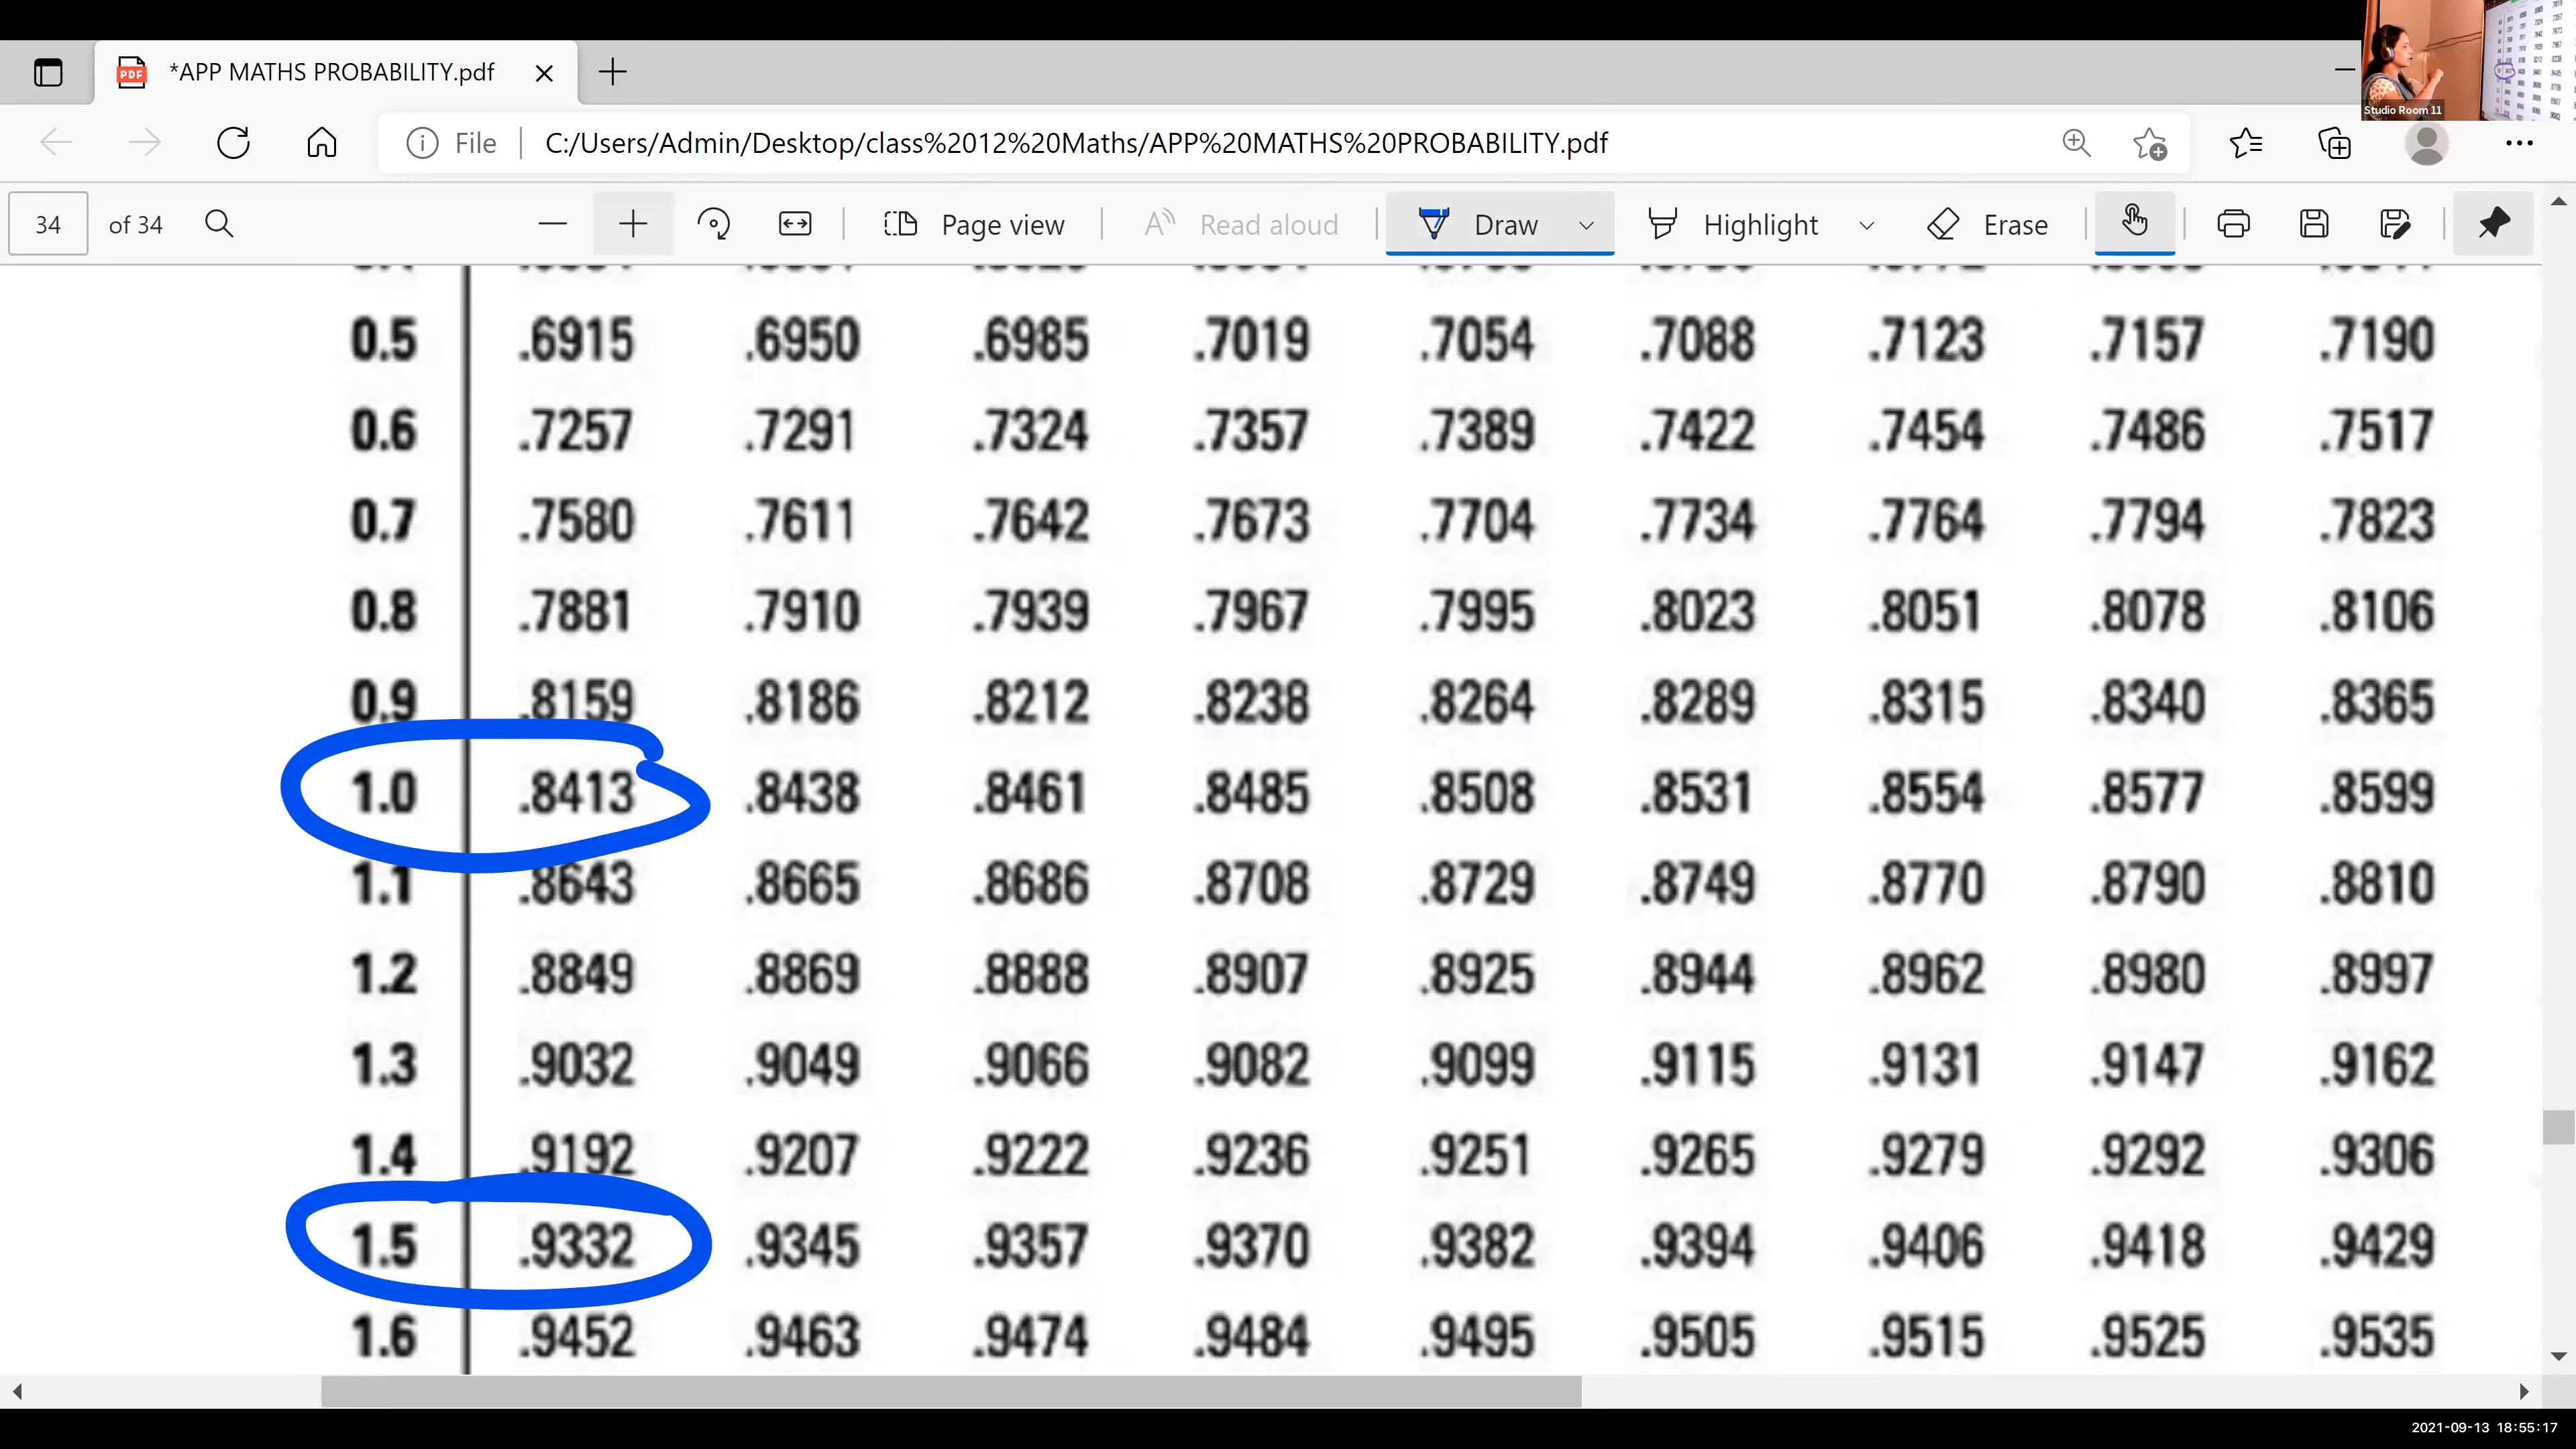 *APP MATHS PROBABILITY.pdf
Studio Room 11
File C:/Users/Admin/Desktop/class%2012%20Maths/APP%20MATHS%20PROBABILITY.pdf
34 of 34 Page view Read aloud Draw Highlight Erase
0.5 .6915 .6950 .6985 .7019 .7054 .7088 .7123 .7157 .7190
0.6 .7257 .7291 .7324 .7357 .7389 .7422 .7454 .7486 .7517
0.7 .7580 .7611 .7642 .7673 .7704 .7734 .7764 .7794 .7823
0.8 .7881 .7910 .7939 .7967 .7995 .8023 .8051 .8078 .8106
0.9 .8159 .8186 .8212 .8238 .8264 .8289 .8315 .8340 .8365
1.0 .8413 .8438 .8461 .8485 .8508 .8531 .8554 .8577 .8599
1.1 .8643 .8665 .8686 .8708 .8729 .8749 .8770 .8790 .8810
1.2 .8849 .8869 .8888 .8907 .8925 .8944 .8962 .8980 .8997
1.3 .9032 .9049 .9066 .9082 .9099 .9115 .9131 .9147 .9162
1.4 .9192 .9207 .9222 .9236 .9251 .9265 .9279 .9292 .9306
1.5 .9332 .9345 .9357 .9370 .9382 .9394 .9406 .9418 .9429
1.6 .9452 .9463 .9474 .9484 .9495 .9505 .9515 .9525 .9535
2021-09-13 18:55:17